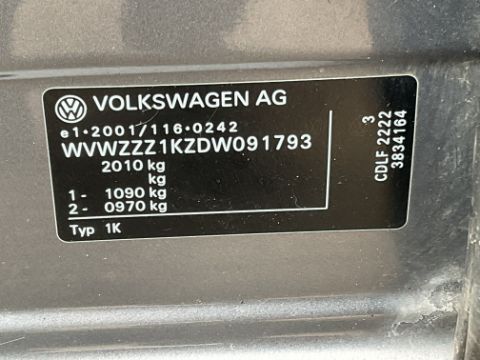 VOLKSWAGEN AG
e1*2001/116*0242
WVWZZZ1KZDW091793
2010 kg
kg
1- 1090 kg
2- 0970 kg
Typ 1K
3
CDLF 2222
3834164